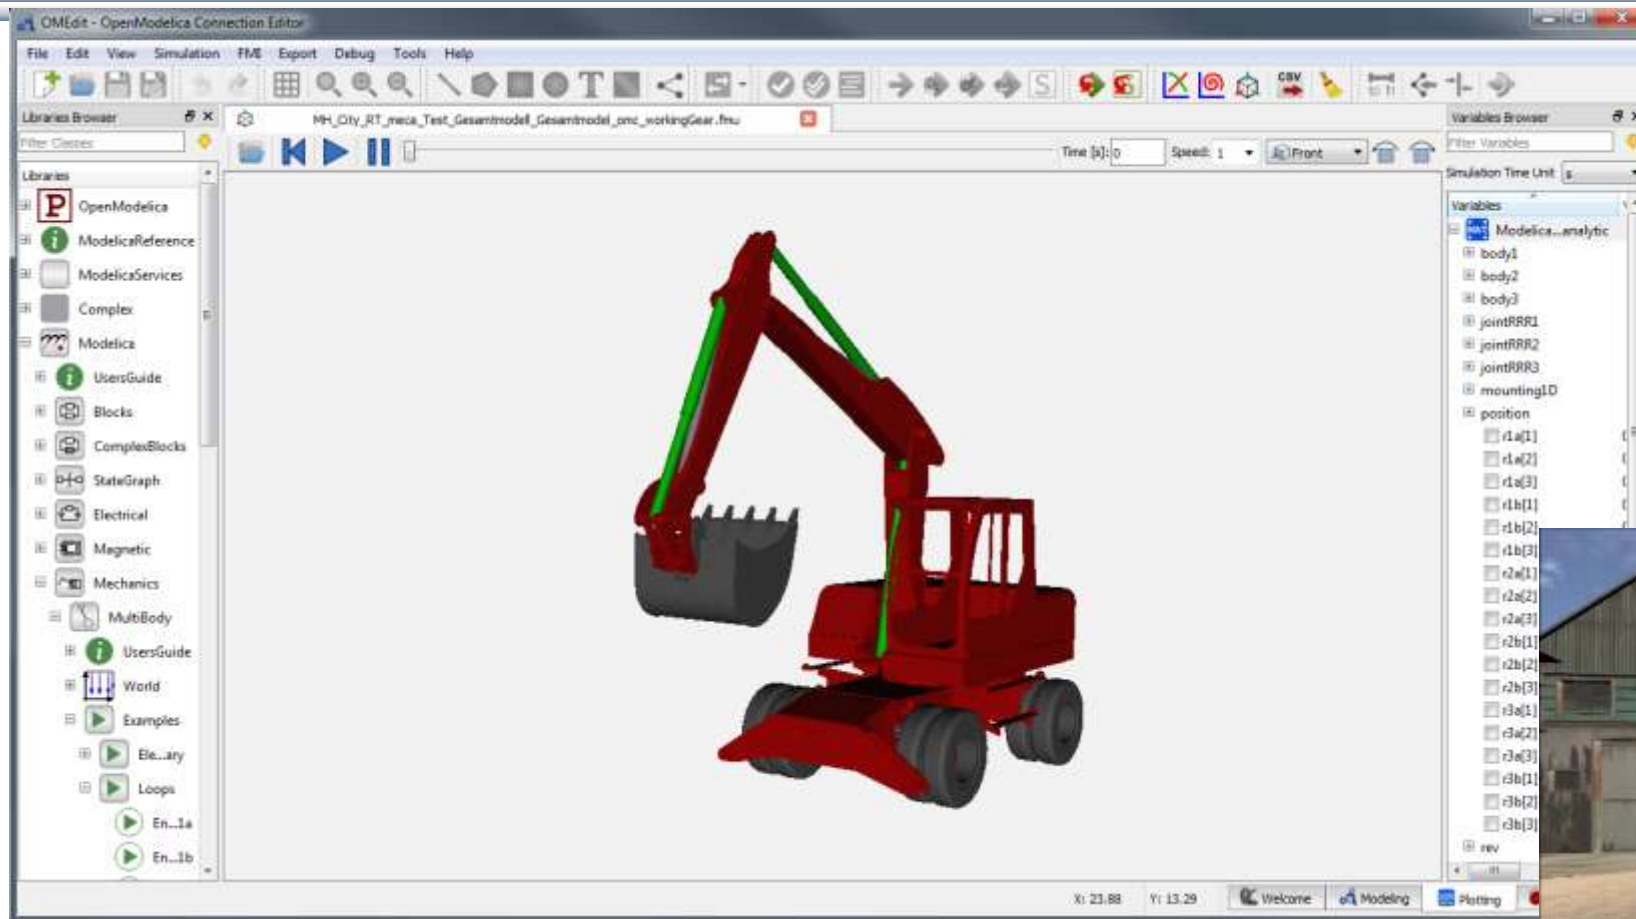 OMEdit - OpenModelica Connection Editor
File Edit View Simulation FMI Export Debug Tools Help
T S CSV
Libraries Browser
MH_City_RT_meca_Test_Gesamtmodell_Gesamtmodel_omc_workingGear.fmu
Variables Browser
Filter Classes
Time [s]: 0 Speed: 1 Front
Filter Variables
Simulation Time Unit s
Libraries
P OpenModelica
i ModelicaReference
ModelicaServices
Complex
Modelica
i UsersGuide
Blocks
ComplexBlocks
StateGraph
Electrical
Magnetic
Mechanics
MultiBody
i UsersGuide
World
Examples
Ele...ary
Loops
En...1a
En...1b
Variables
Modelica...analytic
body1
body2
body3
jointRRR1
jointRRR2
jointRRR3
mounting1D
position
r1a[1]
r1a[2]
r1a[3]
r1b[1]
r1b[2]
r1b[3]
r2a[1]
r2a[2]
r2a[3]
r2b[1]
r2b[2]
r2b[3]
r3a[1]
r3a[2]
r3a[3]
r3b[1]
r3b[2]
r3b[3]
rev
X: 23.88 Y: 13.29 Welcome Modeling Plotting